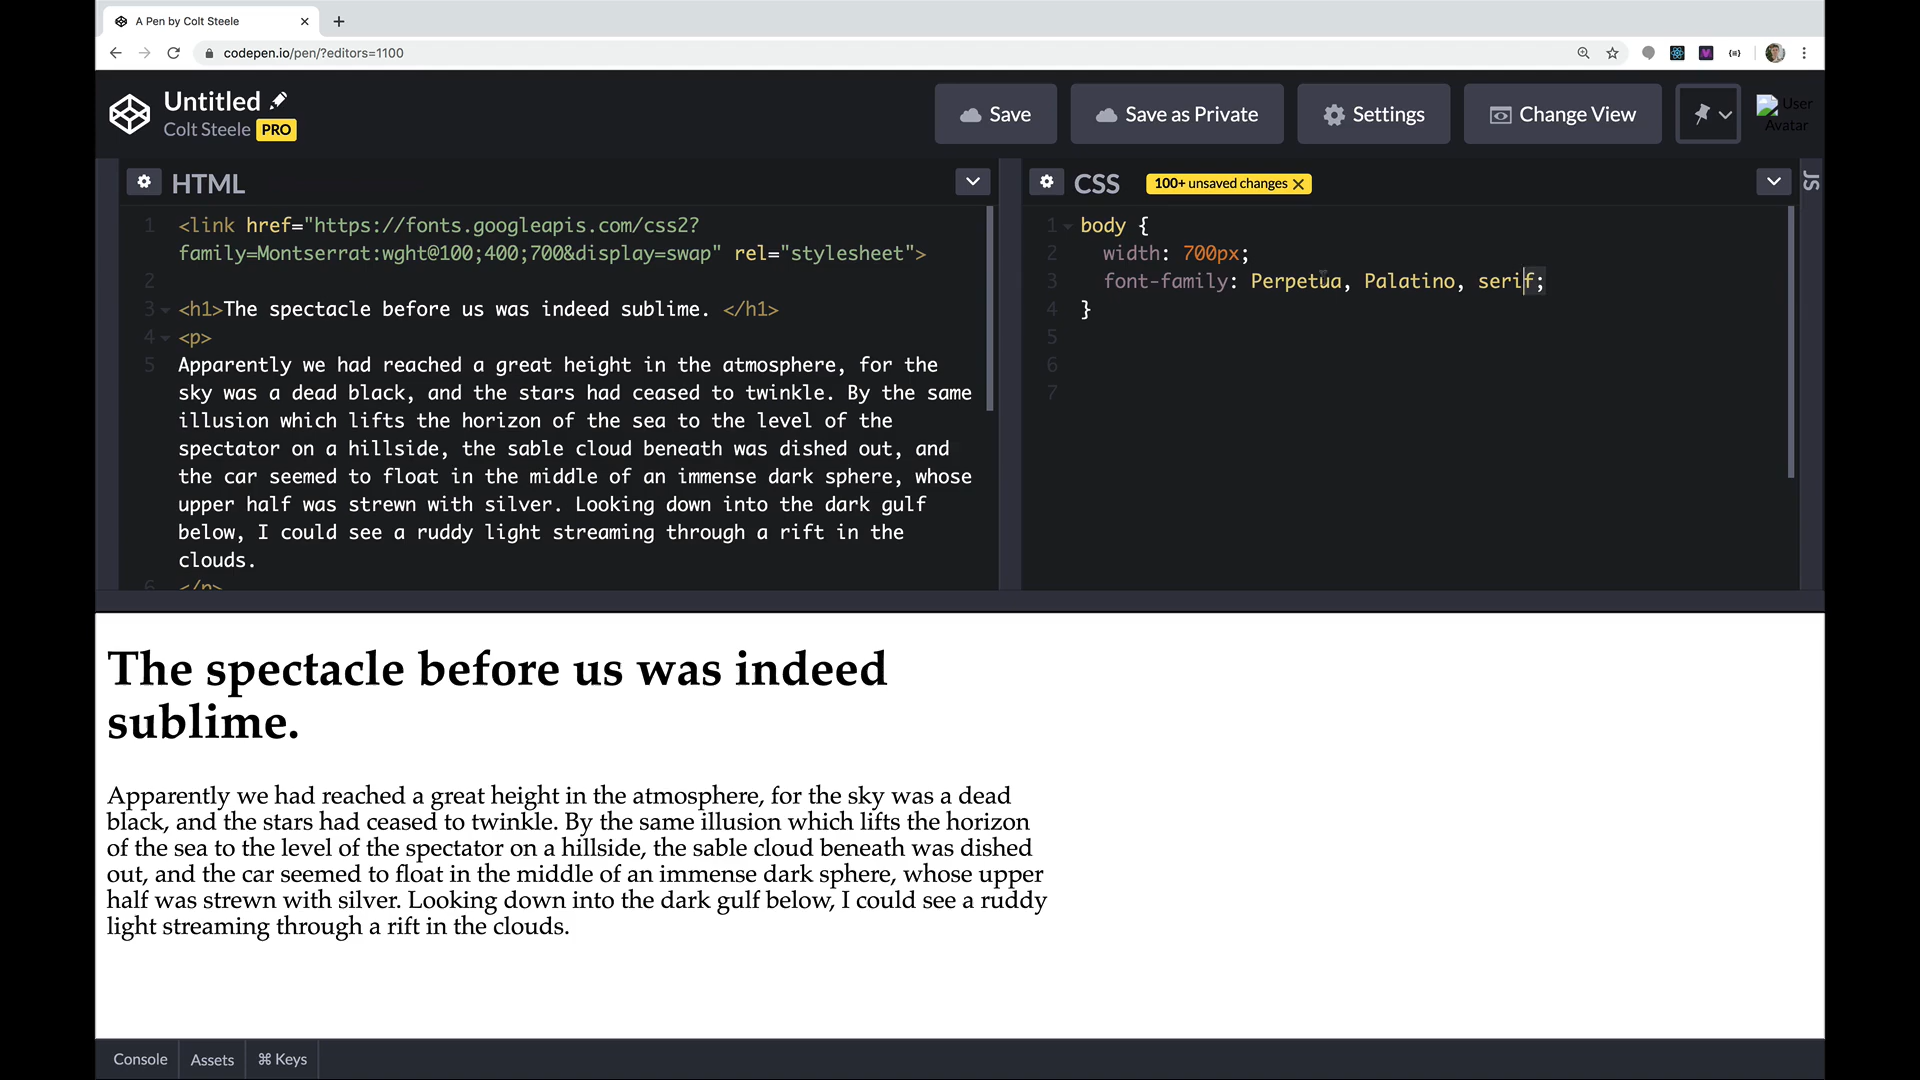 A Pen by Colt Steele
codepen.io/pen/?editors=1100
Untitled
Colt Steele PRO
Save
Save as Private
Settings
Change View
User Avatar
HTML
CSS
100+ unsaved changes
JS
1 <link href="https://fonts.googleapis.com/css2?
family=Montserrat:wght@100;400;700&display=swap" rel="stylesheet">
2
3 <h1>The spectacle before us was indeed sublime. </h1>
4 <p>
5 Apparently we had reached a great height in the atmosphere, for the
sky was a dead black, and the stars had ceased to twinkle. By the same
illusion which lifts the horizon of the sea to the level of the
spectator on a hillside, the sable cloud beneath was dished out, and
the car seemed to float in the middle of an immense dark sphere, whose
upper half was strewn with silver. Looking down into the dark gulf
below, I could see a ruddy light streaming through a rift in the
clouds.
6 </p>
1 body {
2 width: 700px;
3 font-family: Perpetua, Palatino, serif;
4 }
5
6
7
The spectacle before us was indeed
sublime.
Apparently we had reached a great height in the atmosphere, for the sky was a dead
black, and the stars had ceased to twinkle. By the same illusion which lifts the horizon
of the sea to the level of the spectator on a hillside, the sable cloud beneath was dished
out, and the car seemed to float in the middle of an immense dark sphere, whose upper
half was strewn with silver. Looking down into the dark gulf below, I could see a ruddy
light streaming through a rift in the clouds.
Console
Assets
⌘ Keys